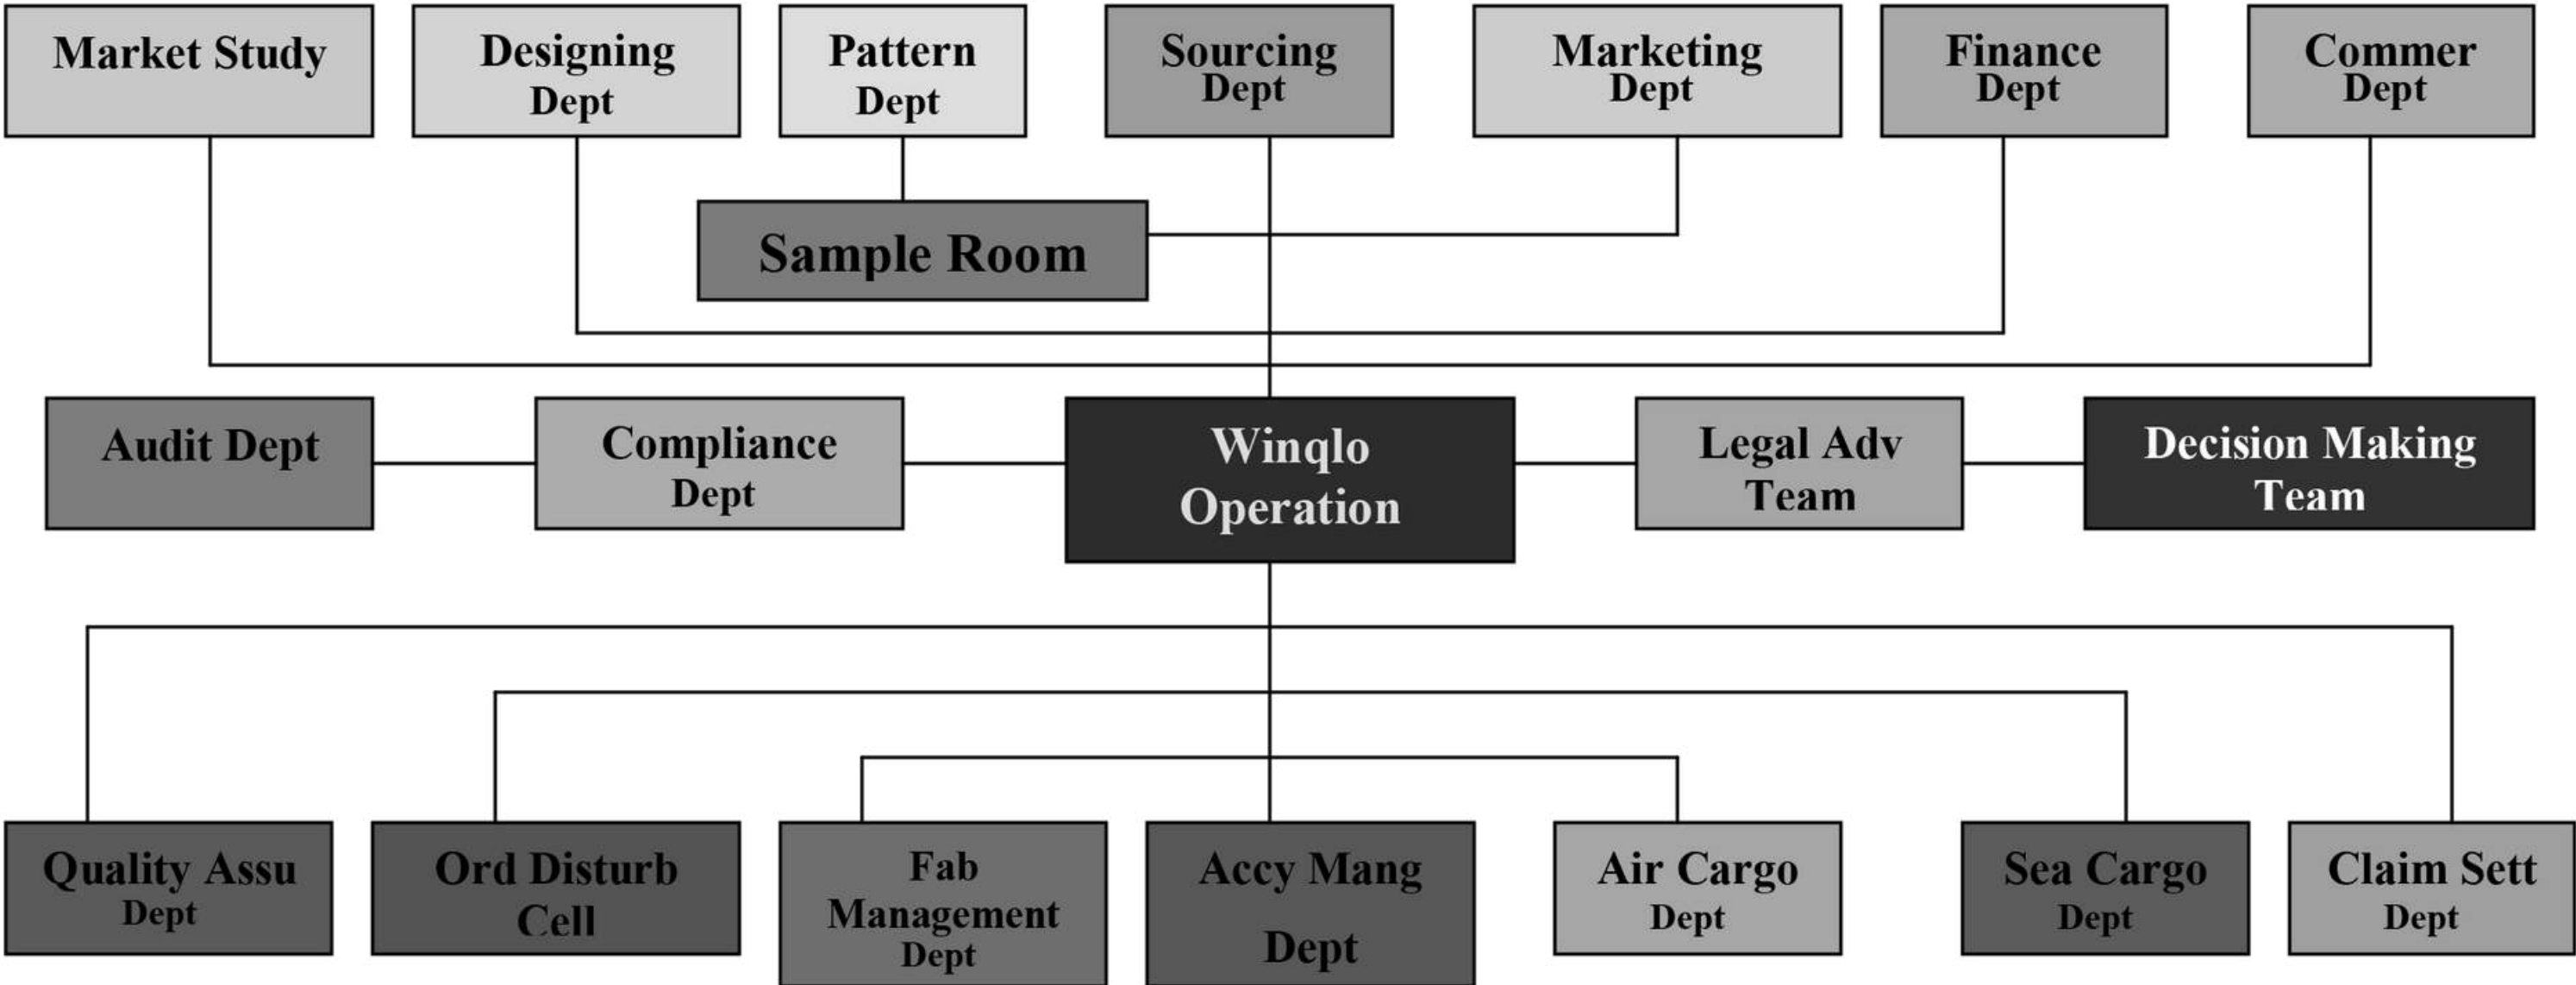 Market Study
Designing
Dept
Pattern
Dept
Sourcing
Dept
Marketing
Dept
Finance
Dept
Commer
Dept
Sample Room
Audit Dept
Compliance
Dept
Winqlo
Operation
Legal Adv
Team
Decision Making
Team
Quality Assu
Dept
Ord Disturb
Cell
Fab
Management
Dept
Accy Mang
Dept
Air Cargo
Dept
Sea Cargo
Dept
Claim Sett
Dept